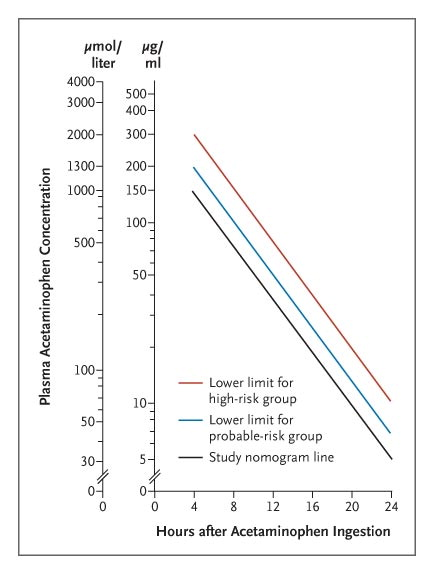 µmol/
liter
µg/
ml
4000
3000
2000
1300
1000
500
100
50
30
0
0
500
400
300
200
150
100
50
10
5
0
Plasma Acetaminophen Concentration
Lower limit for
high-risk group
Lower limit for
probable-risk group
Study nomogram line
0 4 8 12 16 20 24
Hours after Acetaminophen Ingestion